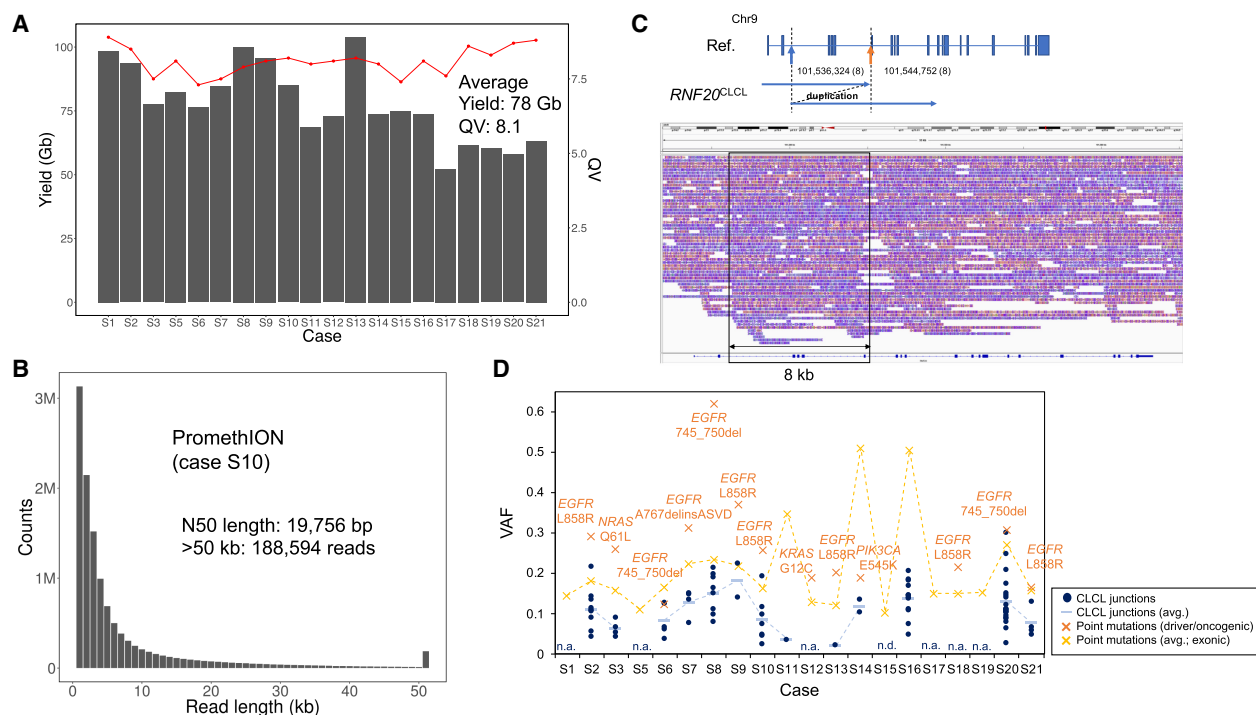 A
100
75
50
25
0
Yield (Gb)
7.5
5.0
2.5
0.0
QV
Average
Yield: 78 Gb
QV: 8.1
S1 S2 S3 S5 S6 S7 S8 S9 S10 S11 S12 S13 S14 S15 S16 S17 S18 S19 S20 S21
Case
B
3M
2M
1M
0
Counts
PromethION
(case S10)
N50 length: 19,756 bp
>50 kb: 188,594 reads
0 10 20 30 40 50
Read length (kb)
C
Chr9
Ref.
101,536,324 (8)
101,544,752 (8)
RNF20CLCL
duplication
8 kb
D
0.6
0.5
0.4
0.3
0.2
0.1
0
VAF
EGFR
L858R
NRAS
Q61L
EGFR
745_750del
EGFR
A767delinsASVD
EGFR
745_750del
EGFR
L858R
EGFR
L858R
KRAS
G12C
EGFR
L858R
PIK3CA
E545K
EGFR
L858R
EGFR
745_750del
EGFR
L858R
n.a.
n.a.
n.a.
n.d.
n.a.
n.a.
n.a.
S1 S2 S3 S5 S6 S7 S8 S9 S10 S11 S12 S13 S14 S15 S16 S17 S18 S19 S20 S21
Case
CLCL junctions
CLCL junctions (avg.)
Point mutations (driver/oncogenic)
Point mutations (avg.; exonic)